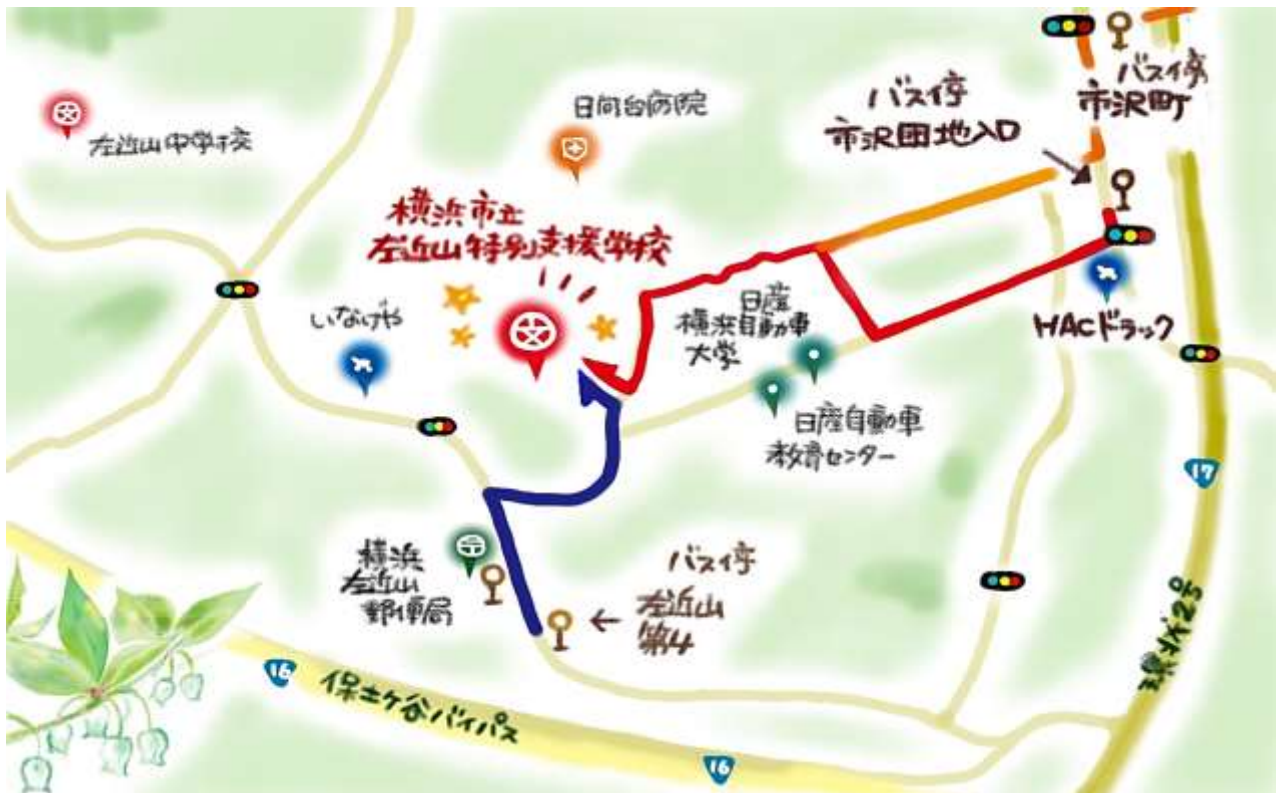 バス停
市沢町
バス停
市沢団地入口
日向台病院
左近山中学校
横浜市立
左近山特別支援学校
いなげや
日産
横浜自動車
大学
HACドラック
日産自動車
教育センター
17
横浜
左近山
郵便局
バス停
← 左近山
第4
環状2号
16
保土ケ谷バイパス
16